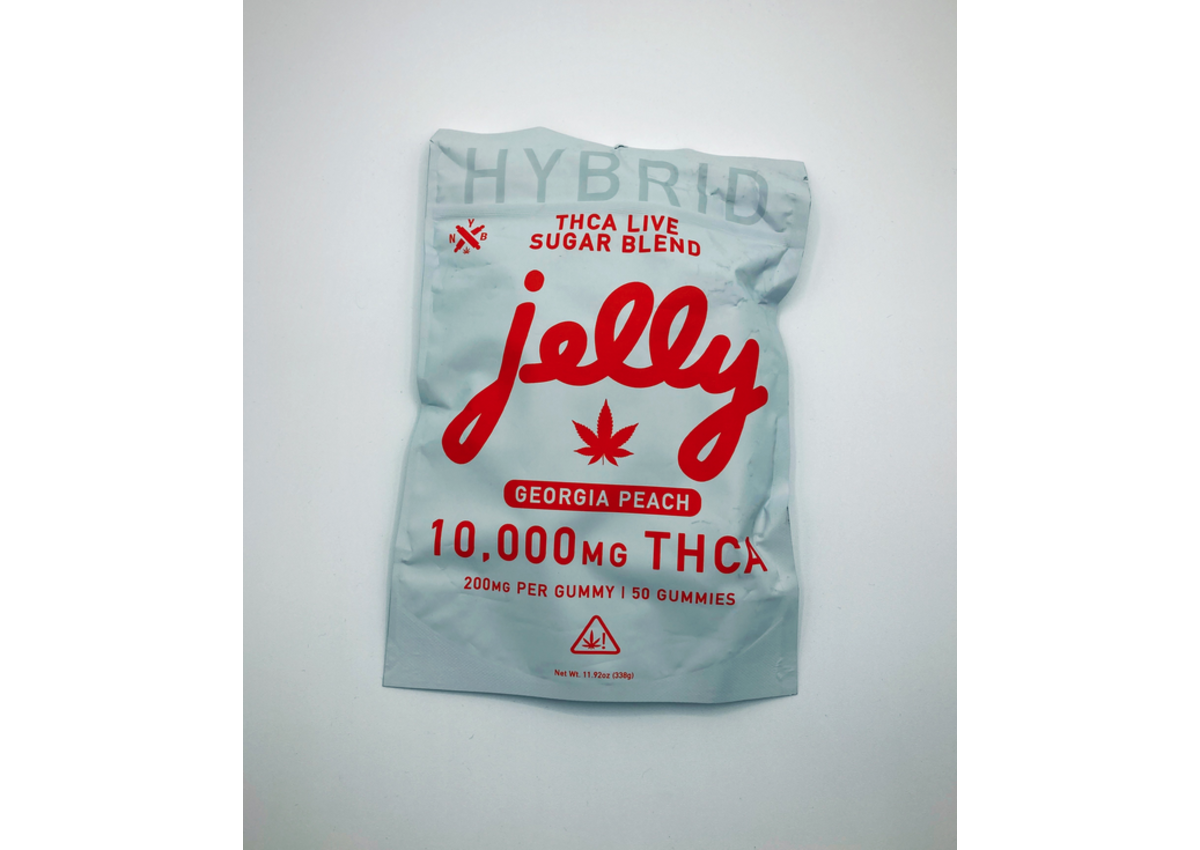 HYBRID
THCA LIVE
SUGAR BLEND
Y
N B
jelly
GEORGIA PEACH
10,000MG THCA
200MG PER GUMMY | 50 GUMMIES
!
Net Wt. 11.92oz (338g)